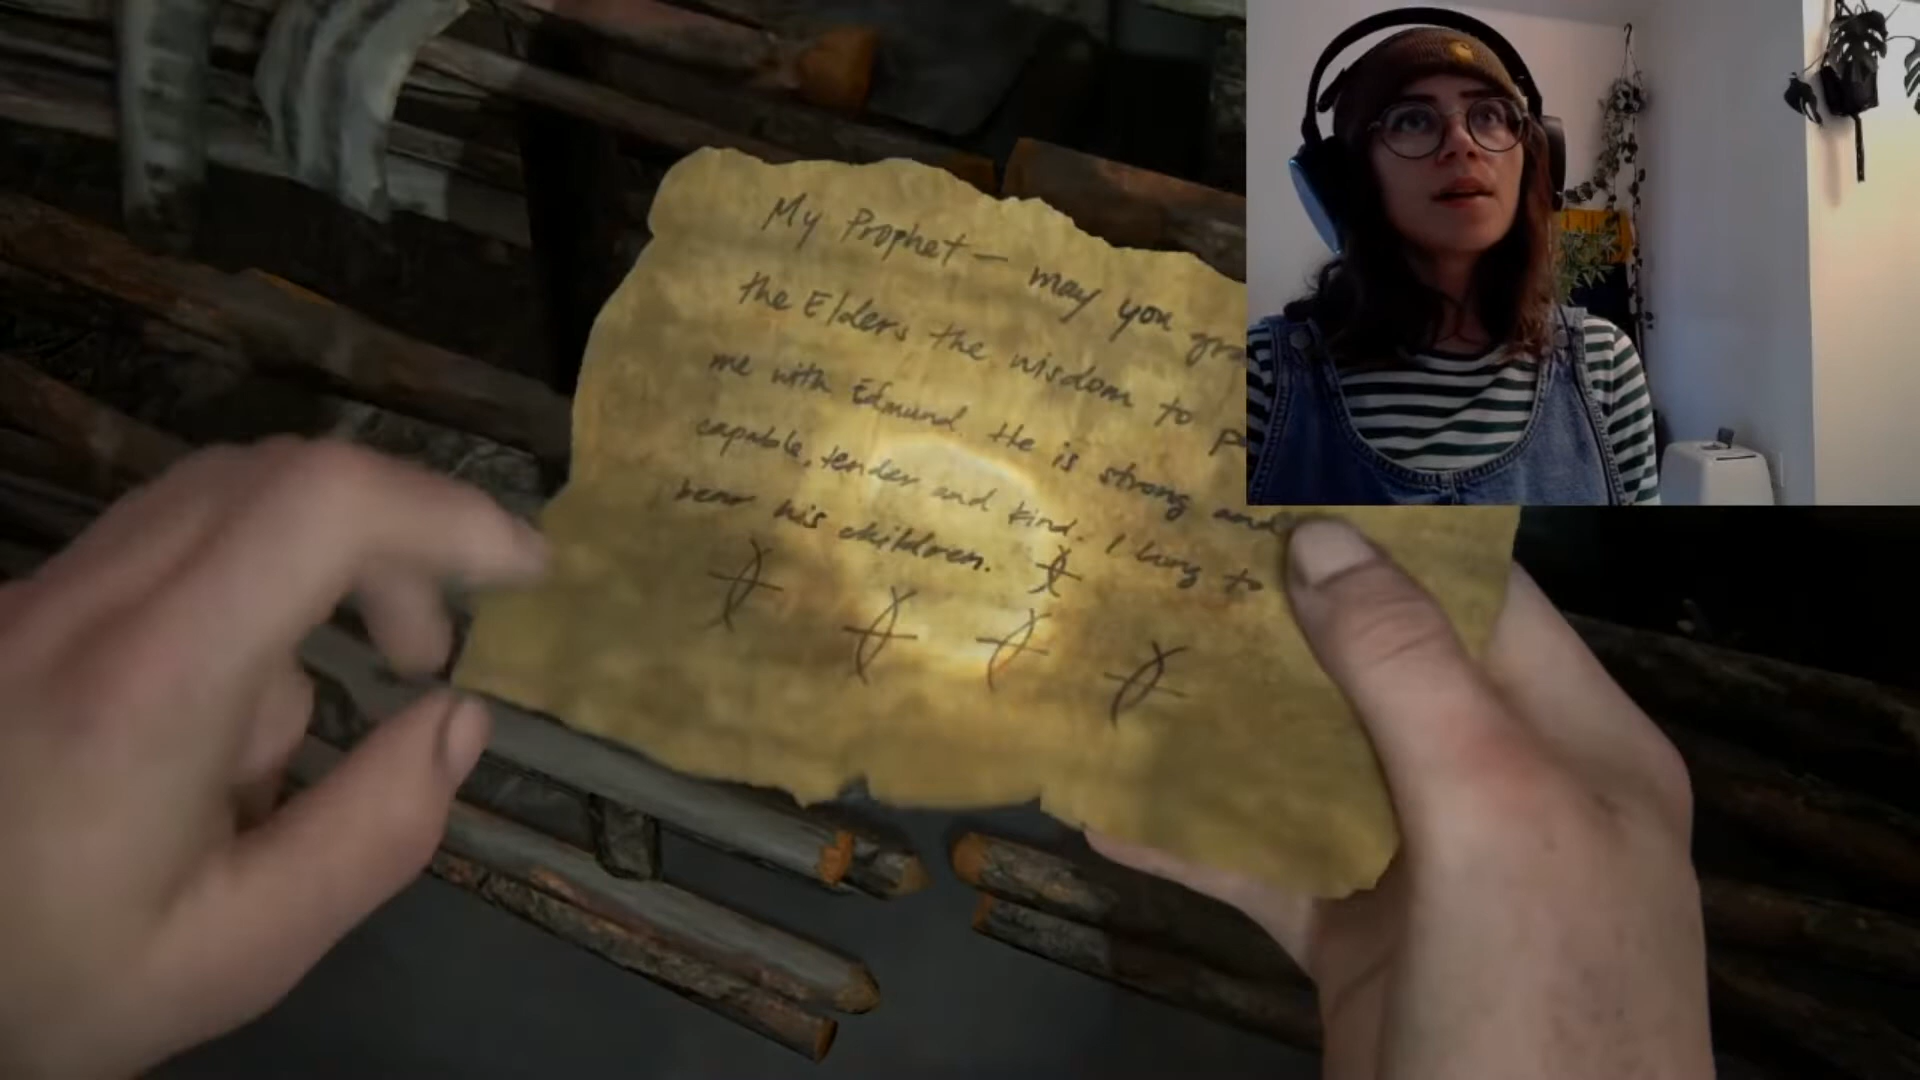 My Prophet — may you
the Elders the wisdom to
me with Edmund. He is strong and
capable, tender and kind. I long to
bear his children.